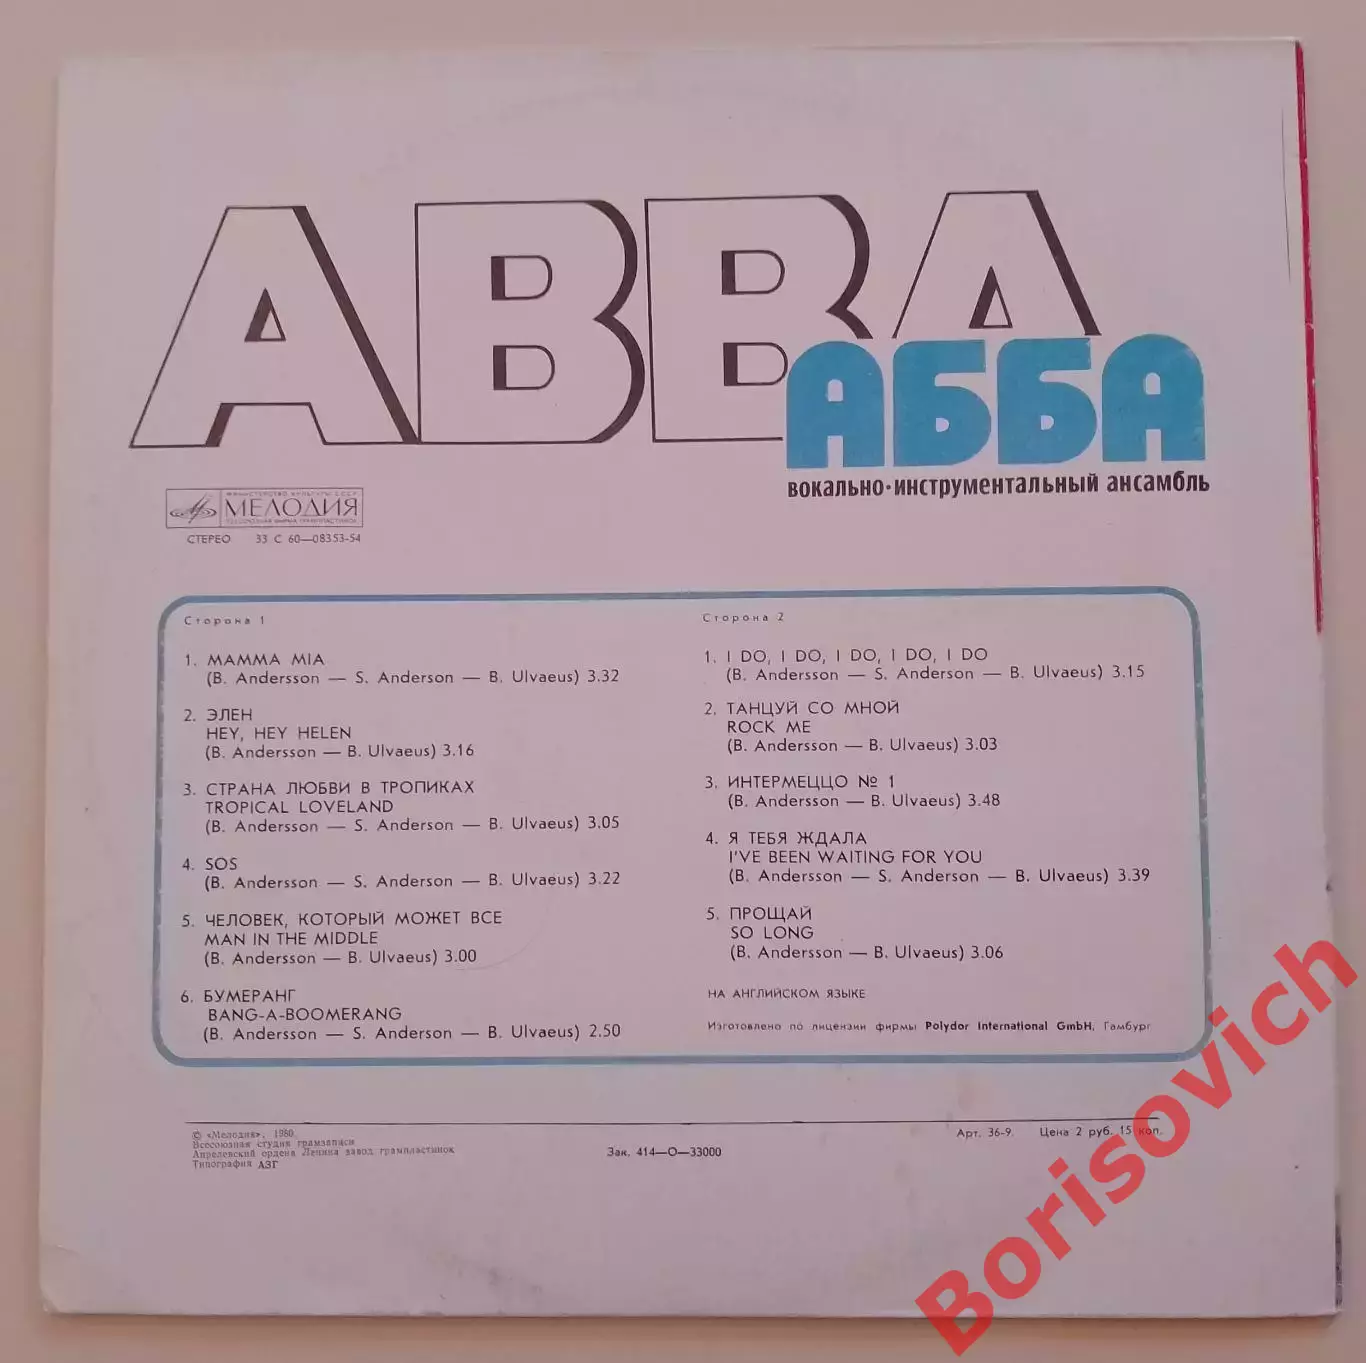 ABBA
АББА
вокально·инструментальный ансамбль
МИНИСТЕРСТВО КУЛЬТУРЫ СССР
МЕЛОДИЯ
ВСЕСОЮЗНАЯ ФИРМА ГРАМПЛАСТИНОК
СТЕРЕО 33 С 60—08353-54
Сторона 1
1. MAMMA MIA
(B. Andersson — S. Anderson — B. Ulvaeus) 3.32
2. ЭЛЕН
HEY, HEY HELEN
(B. Andersson — B. Ulvaeus) 3.16
3. СТРАНА ЛЮБВИ В ТРОПИКАХ
TROPICAL LOVELAND
(B. Andersson — S. Anderson — B. Ulvaeus) 3.05
4. SOS
(B. Andersson — S. Anderson — B. Ulvaeus) 3.22
5. ЧЕЛОВЕК, КОТОРЫЙ МОЖЕТ ВСЕ
MAN IN THE MIDDLE
(B. Andersson — B. Ulvaeus) 3.00
6. БУМЕРАНГ
BANG-A-BOOMERANG
(B. Andersson — S. Anderson — B. Ulvaeus) 2.50
Сторона 2
1. I DO, I DO, I DO, I DO, I DO
(B. Andersson — S. Anderson — B. Ulvaeus) 3.15
2. ТАНЦУЙ СО МНОЙ
ROCK ME
(B. Andersson — B. Ulvaeus) 3.03
3. ИНТЕРМЕЦЦО № 1
(B. Andersson — B. Ulvaeus) 3.48
4. Я ТЕБЯ ЖДАЛА
I'VE BEEN WAITING FOR YOU
(B. Andersson — S. Anderson — B. Ulvaeus) 3.39
5. ПРОЩАЙ
SO LONG
(B. Andersson — B. Ulvaeus) 3.06
НА АНГЛИЙСКОМ ЯЗЫКЕ
Изготовлено по лицензии фирмы Polydor International GmbH, Гамбург
© «Мелодия», 1980.
Всесоюзная студия грамзаписи
Апрелевский ордена Ленина завод грампластинок
Типография АЗГ
Зак. 414—О—33000
Арт. 36-9. Цена 2 руб. 15 коп.
Borisovich